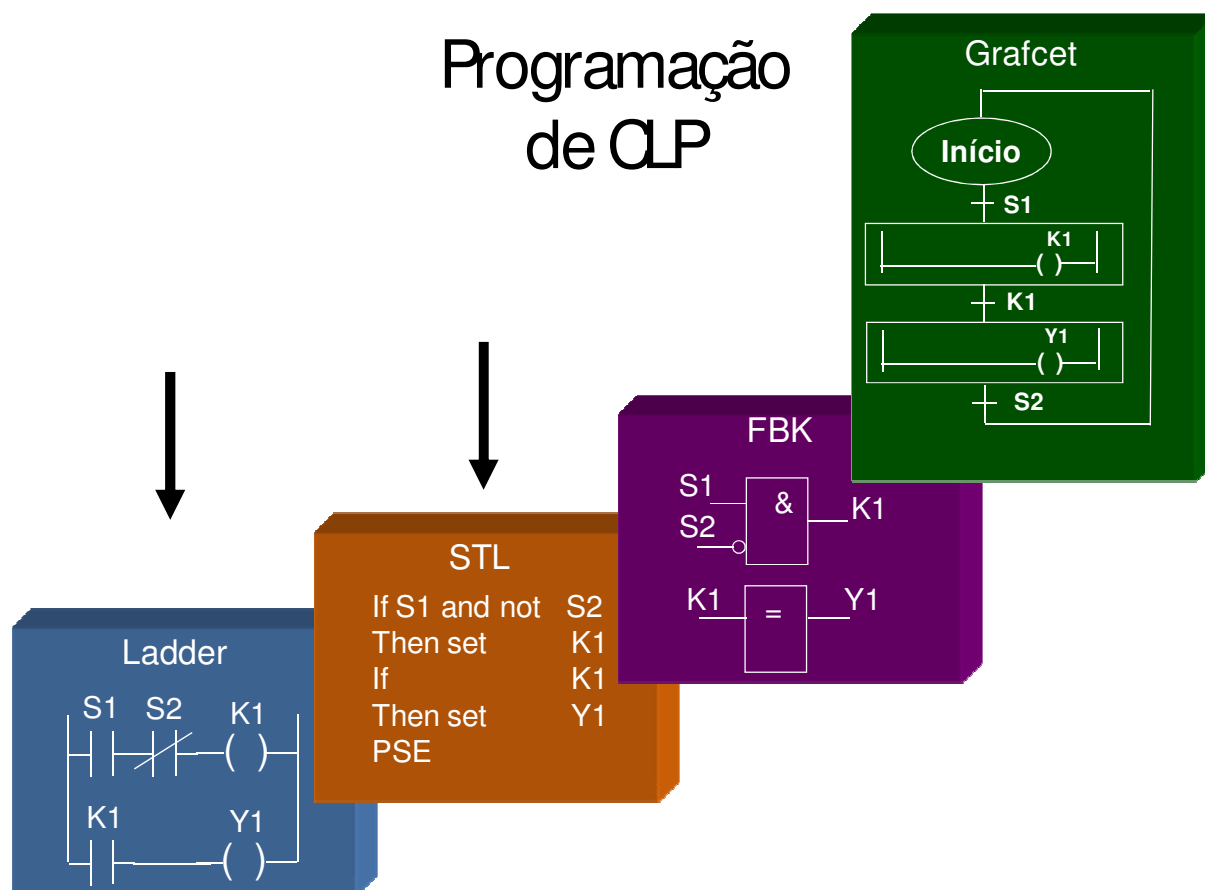 Programação
de CLP
Grafcet
Início
S1
K1
( )
K1
Y1
( )
S2
FBK
S1
&
K1
S2
K1
=
Y1
STL
If S1 and not S2
Then set K1
If K1
Then set Y1
PSE
Ladder
S1 S2 K1
( )
K1 Y1
( )